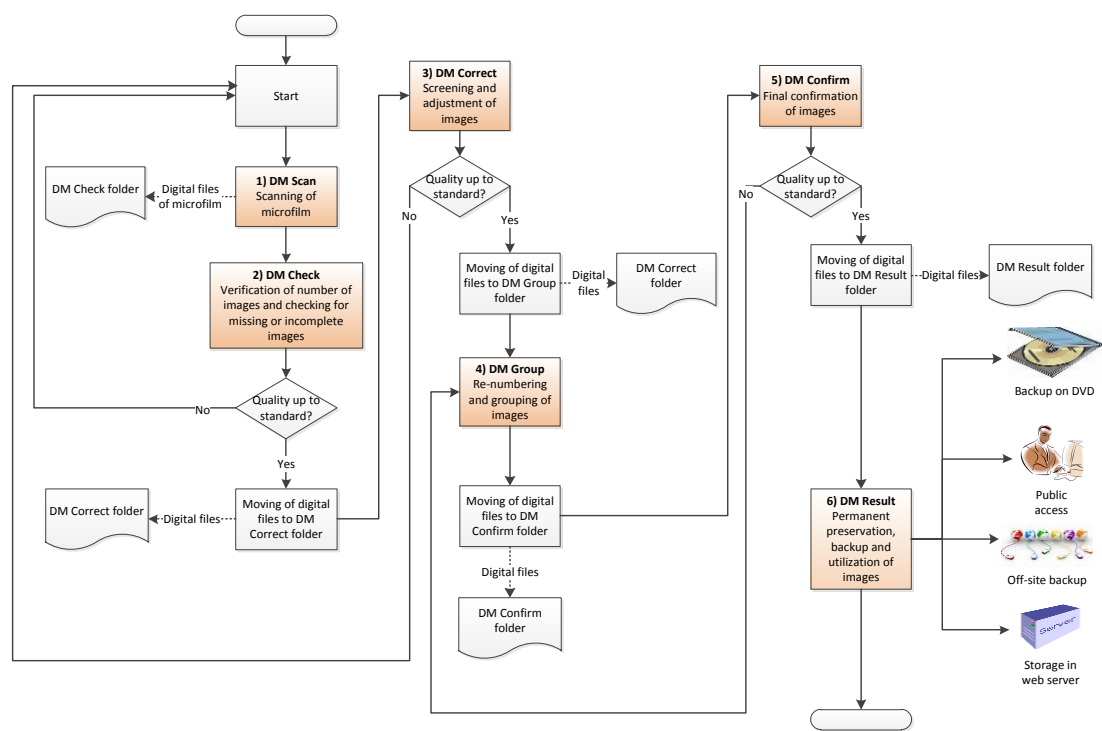 Start
1) DM Scan
Scanning of
microfilm
Digital files
of microfilm
DM Check folder
2) DM Check
Verification of number of
images and checking for
missing or incomplete
images
Quality up to
standard?
No
Yes
Moving of digital
files to DM
Correct folder
Digital files
DM Correct folder
3) DM Correct
Screening and
adjustment of
images
Quality up to
standard?
No
Yes
Moving of digital
files to DM Group
folder
Digital
files
DM Correct
folder
4) DM Group
Re-numbering
and grouping of
images
Moving of digital
files to DM
Confirm folder
Digital files
DM Confirm
folder
5) DM Confirm
Final confirmation
of images
Quality up to
standard?
No
Yes
Moving of digital
files to DM Result
folder
Digital files
DM Result folder
6) DM Result
Permanent
preservation,
backup and
utilization of
images
Backup on DVD
Public
access
Off-site backup
Server
Storage in
web server